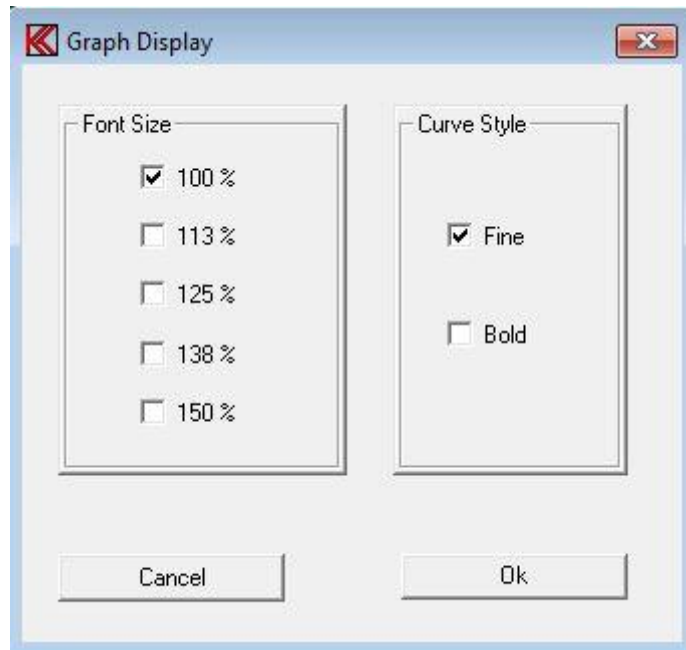 Graph Display
Font Size
100 %
113 %
125 %
138 %
150 %
Curve Style
Fine
Bold
Cancel
Ok